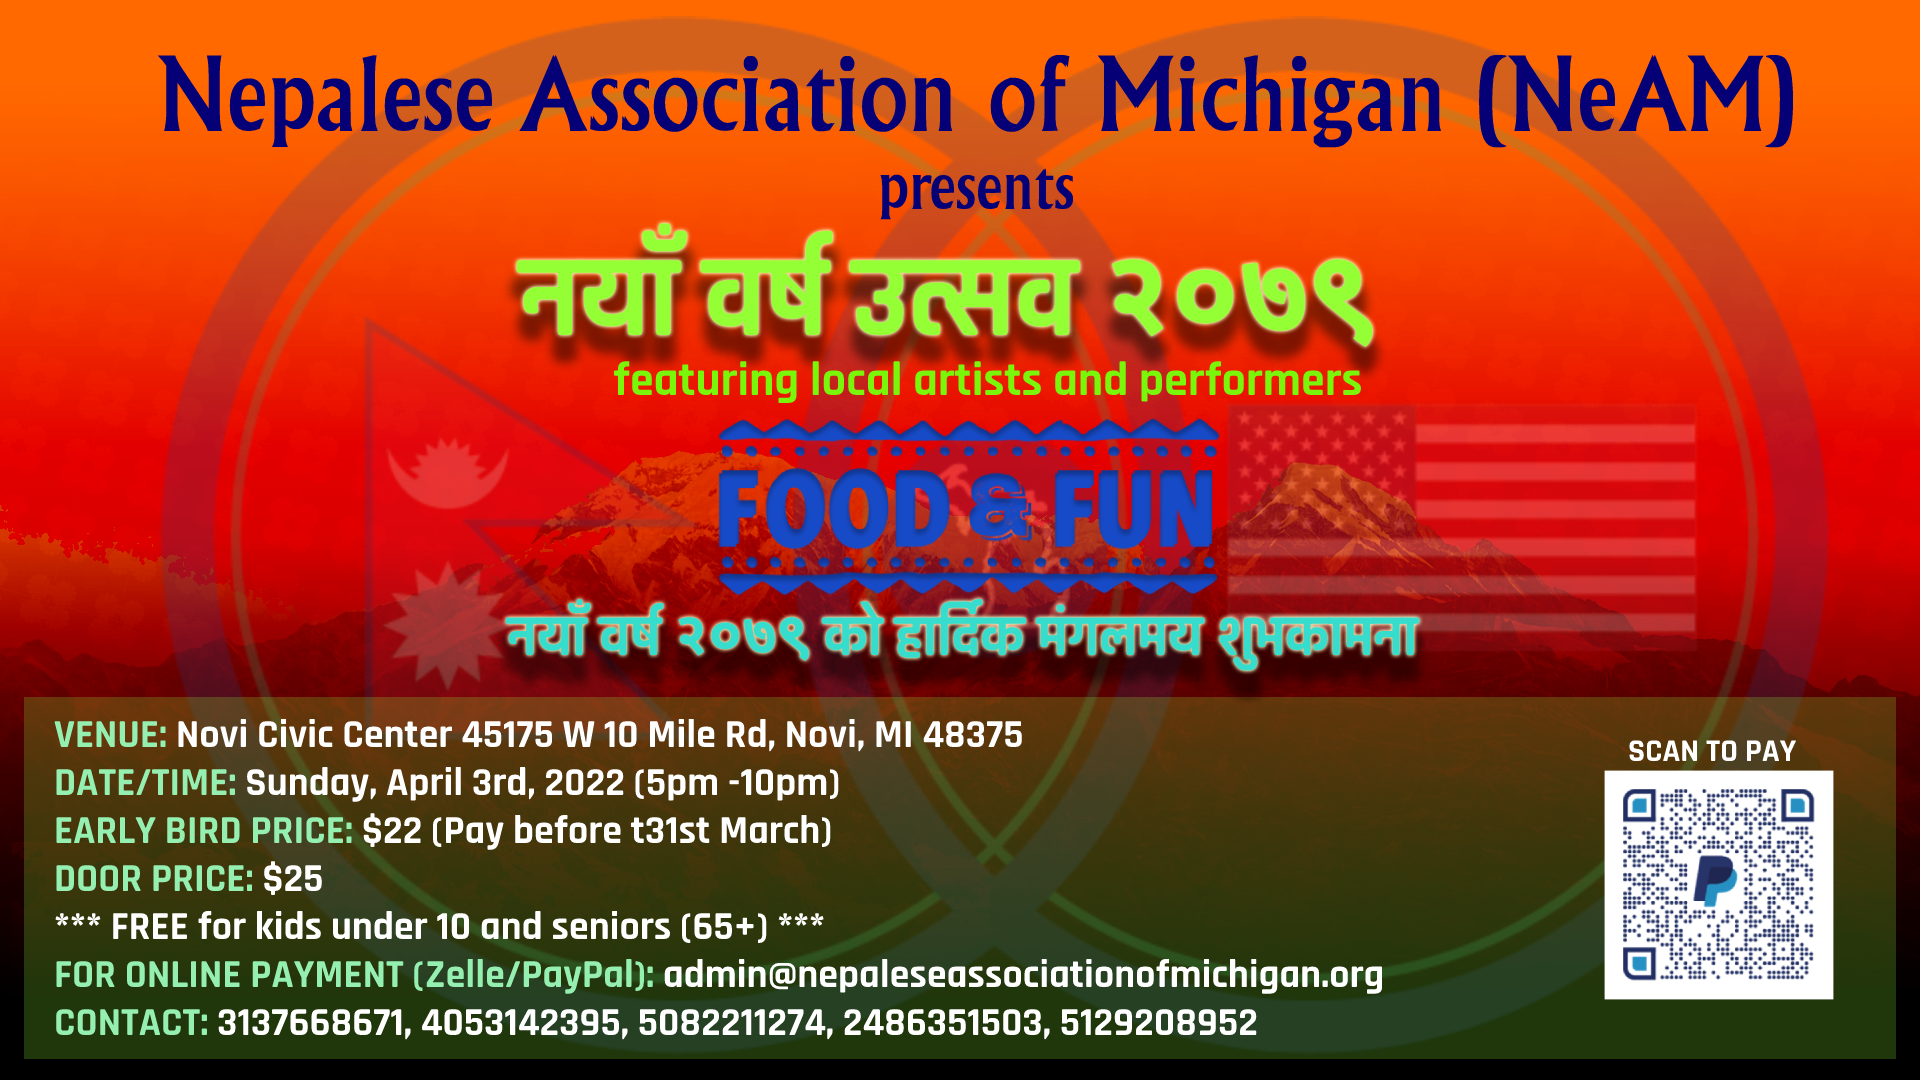 Nepalese Association of Michigan (NeAM)
presents
नयाँ वर्ष उत्सव २०७९
featuring local artists and performers
FOOD & FUN
नयाँ वर्ष २०७९ को हार्दिक मंगलमय शुभकामना
VENUE: Novi Civic Center 45175 W 10 Mile Rd, Novi, MI 48375
DATE/TIME: Sunday, April 3rd, 2022 (5pm -10pm)
EARLY BIRD PRICE: $22 (Pay before t31st March)
DOOR PRICE: $25
*** FREE for kids under 10 and seniors (65+) ***
FOR ONLINE PAYMENT (Zelle/PayPal): admin@nepaleseassociationofmichigan.org
CONTACT: 3137668671, 4053142395, 5082211274, 2486351503, 5129208952
SCAN TO PAY